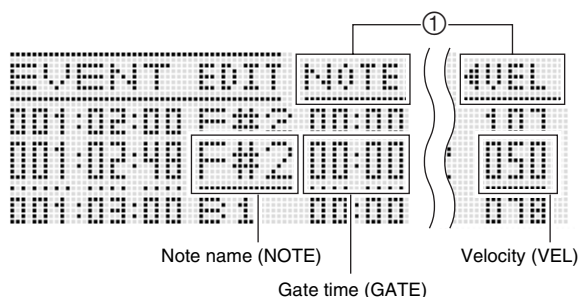 ①
EVENT EDIT NOTE ◀VEL
001:02:00 F#2 00:00 107
001:02:48 F#2 00:00 : 050
001:03:00 B1 00:00 078
Note name (NOTE) Velocity (VEL)
Gate time (GATE)